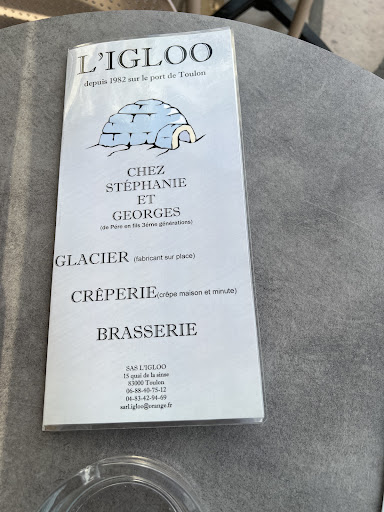 L'IGLOO
depuis 1982 sur le port de Toulon
CHEZ
STÉPHANIE
ET
GEORGES
(de Père en fils 3éme générations)
GLACIER (fabricant sur place)
CRÊPERIE(crêpe maison et minute)
BRASSERIE
SAS L'IGLOO
15 quai de la sinse
83000 Toulon
06-88-40-75-12
04-83-42-94-69
sarl.igloo@orange.fr